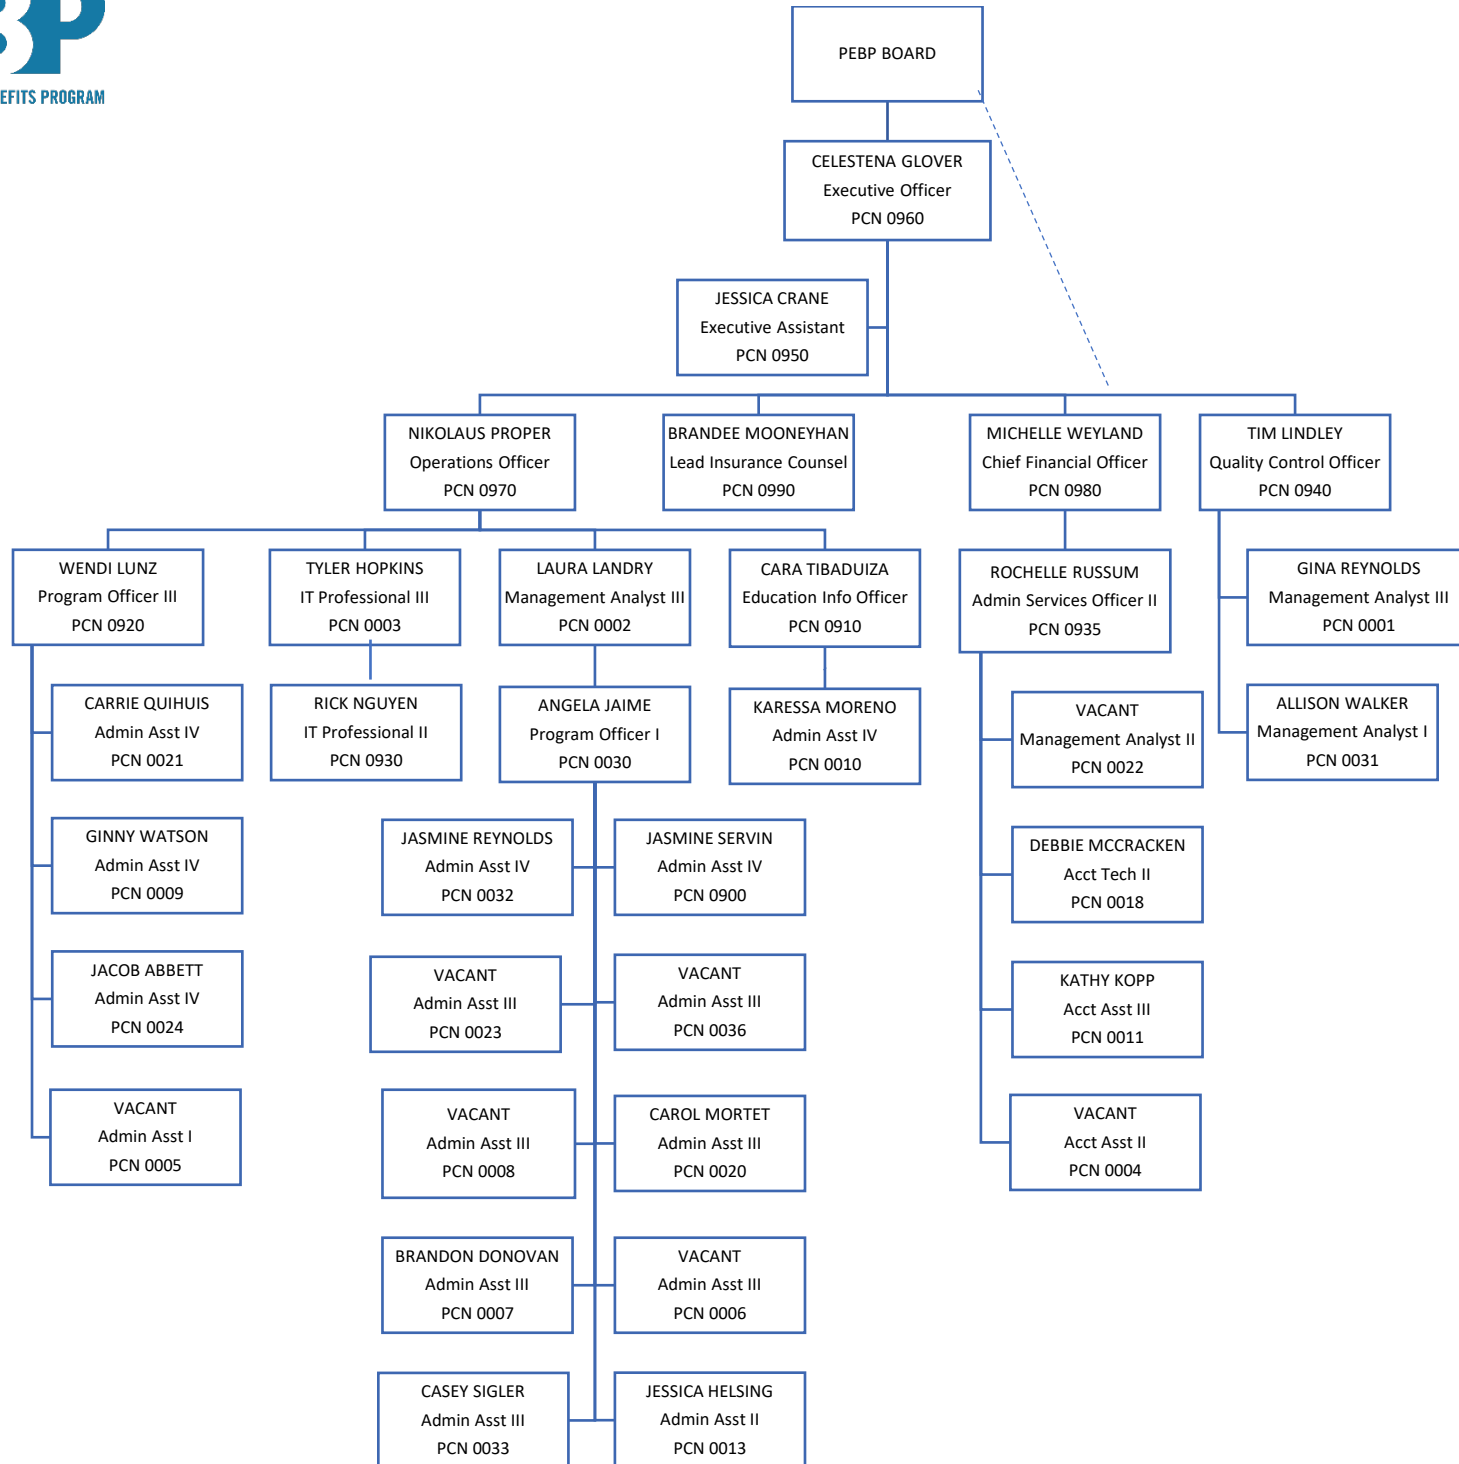 BP
EFITS PROGRAM
PEBP BOARD
CELESTENA GLOVER
Executive Officer
PCN 0960
JESSICA CRANE
Executive Assistant
PCN 0950
NIKOLAUS PROPER
Operations Officer
PCN 0970
BRANDEE MOONEYHAN
Lead Insurance Counsel
PCN 0990
MICHELLE WEYLAND
Chief Financial Officer
PCN 0980
TIM LINDLEY
Quality Control Officer
PCN 0940
WENDI LUNZ
Program Officer III
PCN 0920
TYLER HOPKINS
IT Professional III
PCN 0003
LAURA LANDRY
Management Analyst III
PCN 0002
CARA TIBADUIZA
Education Info Officer
PCN 0910
ROCHELLE RUSSUM
Admin Services Officer II
PCN 0935
GINA REYNOLDS
Management Analyst III
PCN 0001
CARRIE QUIHUIS
Admin Asst IV
PCN 0021
RICK NGUYEN
IT Professional II
PCN 0930
ANGELA JAIME
Program Officer I
PCN 0030
KARESSA MORENO
Admin Asst IV
PCN 0010
VACANT
Management Analyst II
PCN 0022
ALLISON WALKER
Management Analyst I
PCN 0031
GINNY WATSON
Admin Asst IV
PCN 0009
JASMINE REYNOLDS
Admin Asst IV
PCN 0032
JASMINE SERVIN
Admin Asst IV
PCN 0900
DEBBIE MCCRACKEN
Acct Tech II
PCN 0018
JACOB ABBETT
Admin Asst IV
PCN 0024
VACANT
Admin Asst III
PCN 0023
VACANT
Admin Asst III
PCN 0036
KATHY KOPP
Acct Asst III
PCN 0011
VACANT
Admin Asst I
PCN 0005
VACANT
Admin Asst III
PCN 0008
CAROL MORTET
Admin Asst III
PCN 0020
VACANT
Acct Asst II
PCN 0004
BRANDON DONOVAN
Admin Asst III
PCN 0007
VACANT
Admin Asst III
PCN 0006
CASEY SIGLER
Admin Asst III
PCN 0033
JESSICA HELSING
Admin Asst II
PCN 0013